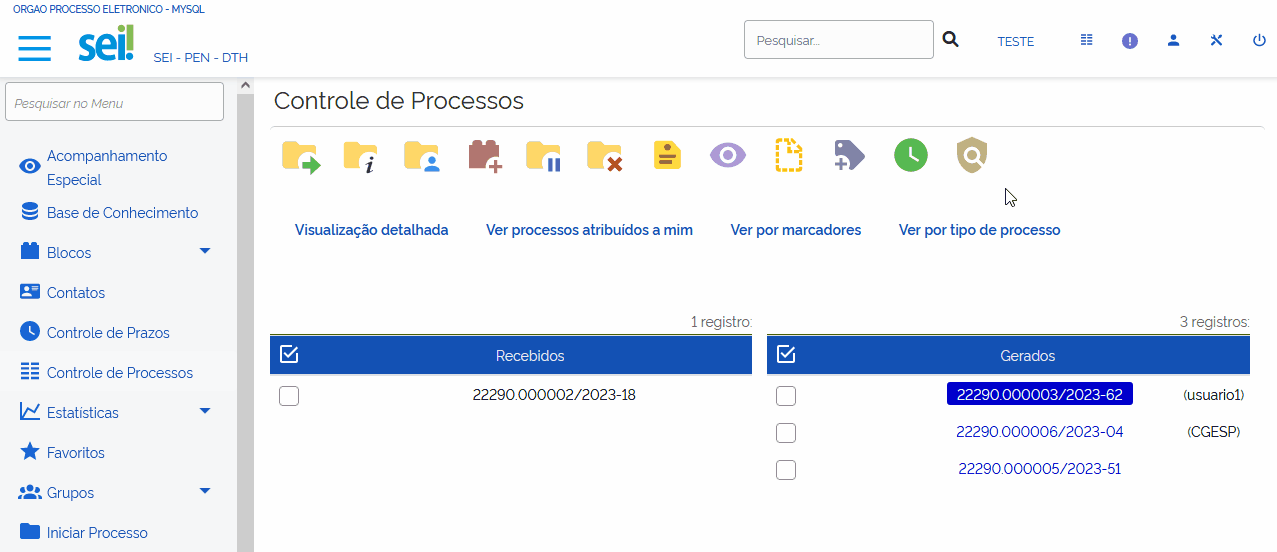 ORGAO PROCESSO ELETRONICO - MYSQL
sei!
SEI - PEN - DTH
Pesquisar...
TESTE
Pesquisar no Menu
Acompanhamento
Especial
Base de Conhecimento
Blocos
Contatos
Controle de Prazos
Controle de Processos
Estatísticas
Favoritos
Grupos
Iniciar Processo
Controle de Processos
Visualização detalhada
Ver processos atribuídos a mim
Ver por marcadores
Ver por tipo de processo
1 registro:
Recebidos
22290.000002/2023-18
3 registros:
Gerados
22290.000003/2023-62 (usuario1)
22290.000006/2023-04 (CGESP)
22290.000005/2023-51